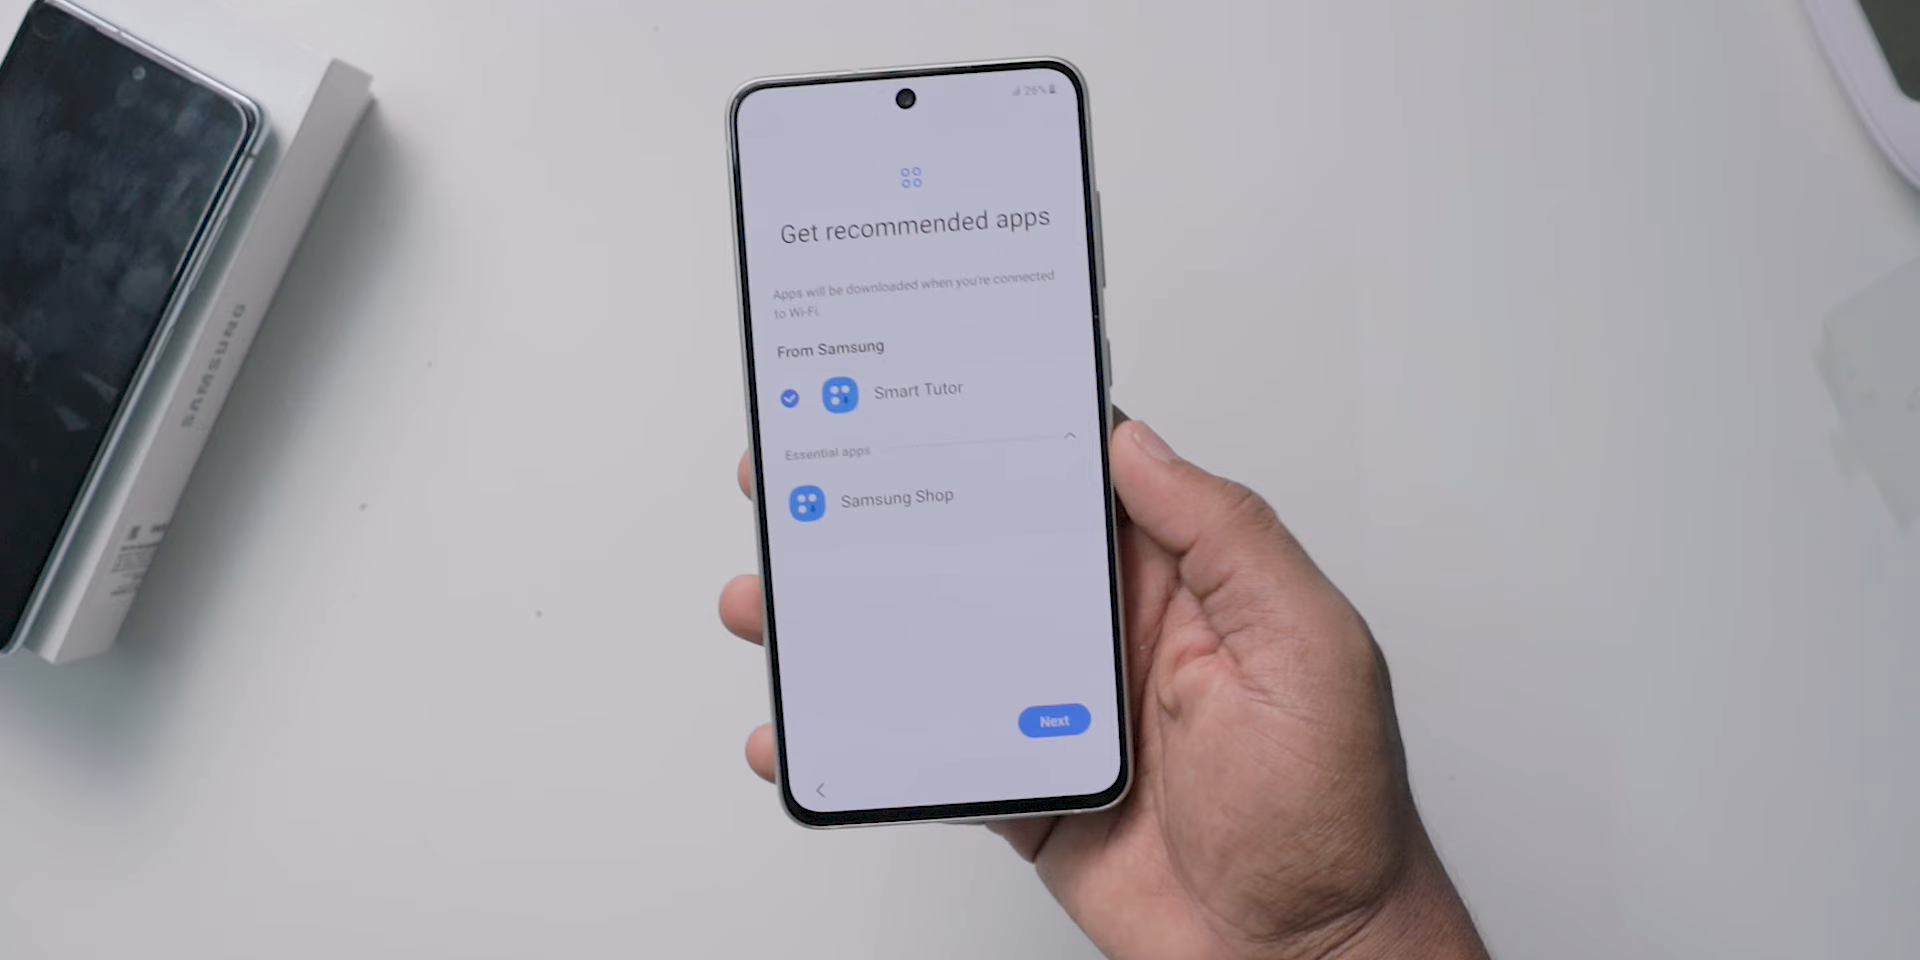 26%
Get recommended apps
Apps will be downloaded when you're connected
to Wi-Fi.
From Samsung
Smart Tutor
Essential apps
Samsung Shop
Next
SAMSUNG